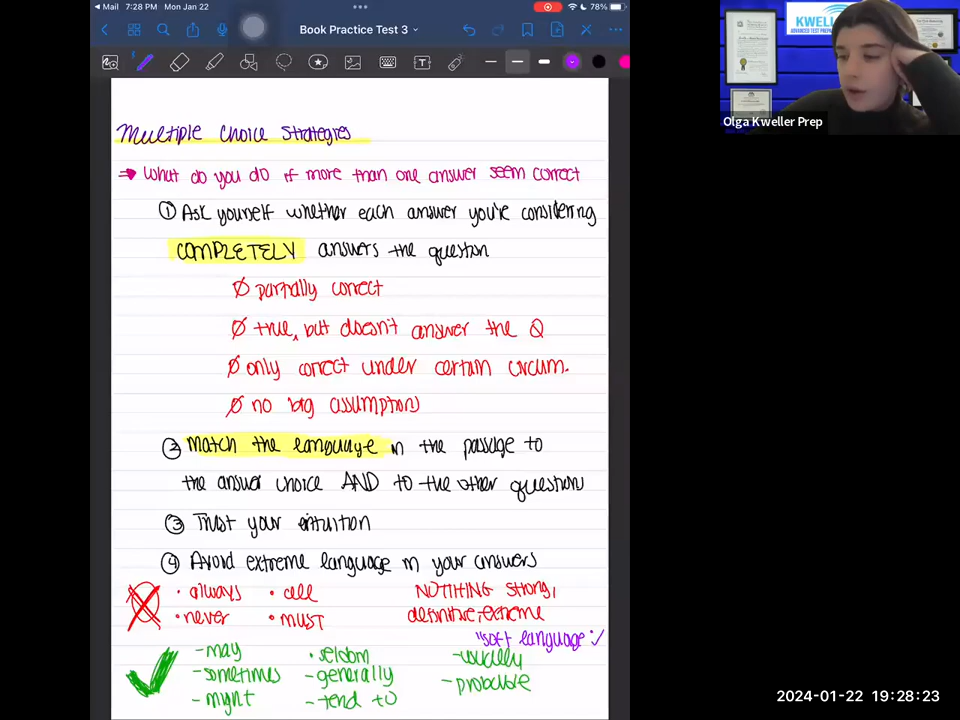 Mail 7:28 PM Mon Jan 22
78%
Book Practice Test 3
KWELLER
ADVANCED TEST PREP
Olga Kweller Prep
Multiple Choice Strategies
→ What do you do if more than one answer seem correct
① Ask yourself whether each answer you're considering
COMPLETELY answers the question
Ø partially correct
Ø true, but doesn't answer the Q
Ø only correct under certain circum.
Ø no big assumptions
② Match the language in the passage to
the answer choice AND to the other questions
③ Trust your intuition
④ Avoid extreme language in your answers
• always • all NOTHING strong,
• never • must definitive, extreme
"soft language"
- may • seldom - usually
- sometimes - generally - probable
- might - tend to
2024-01-22 19:28:23